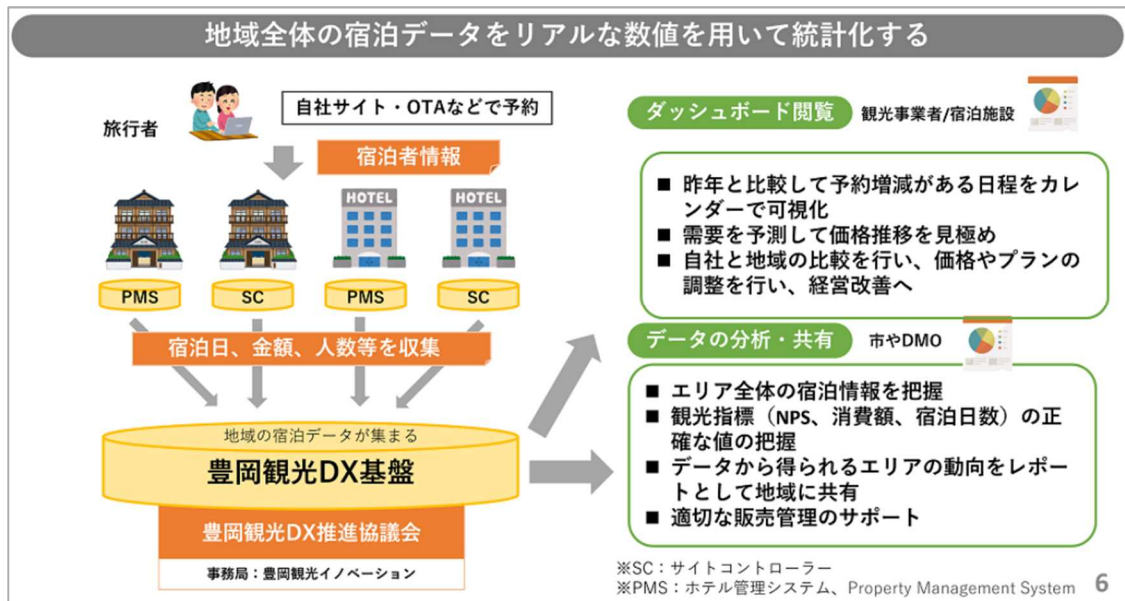 地域全体の宿泊データをリアルな数値を用いて統計化する
旅行者
自社サイト・OTAなどで予約
宿泊者情報
HOTEL
HOTEL
PMS
SC
PMS
SC
宿泊日、金額、人数等を収集
地域の宿泊データが集まる
豊岡観光DX基盤
豊岡観光DX推進協議会
事務局：豊岡観光イノベーション
ダッシュボード閲覧
観光事業者/宿泊施設
■ 昨年と比較して予約増減がある日程をカレ
ンダーで可視化
■ 需要を予測して価格推移を見極め
■ 自社と地域の比較を行い、価格やプランの
調整を行い、経営改善へ
データの分析・共有
市やDMO
■ エリア全体の宿泊情報を把握
■ 観光指標（NPS、消費額、宿泊日数）の正
確な値の把握
■ データから得られるエリアの動向をレポー
トとして地域に共有
■ 適切な販売管理のサポート
※SC：サイトコントローラー
※PMS：ホテル管理システム、Property Management System
6